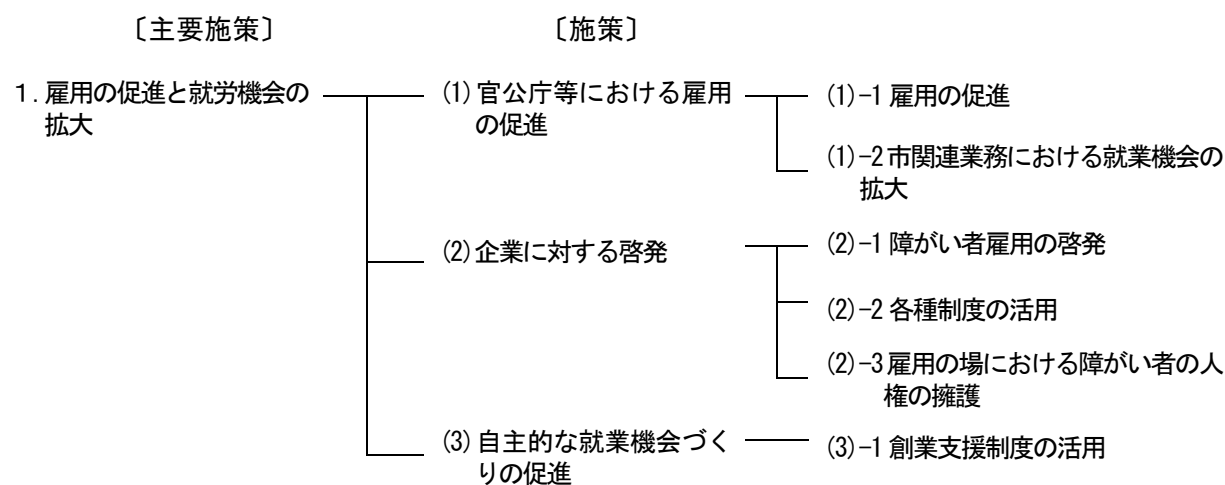 〔主要施策〕
〔施策〕
1．雇用の促進と就労機会の
拡大
(1)官公庁等における雇用
の促進
(1)-1 雇用の促進
(1)-2 市関連業務における就業機会の
拡大
(2)企業に対する啓発
(2)-1 障がい者雇用の啓発
(2)-2 各種制度の活用
(2)-3 雇用の場における障がい者の人
権の擁護
(3)自主的な就業機会づく
りの促進
(3)-1 創業支援制度の活用